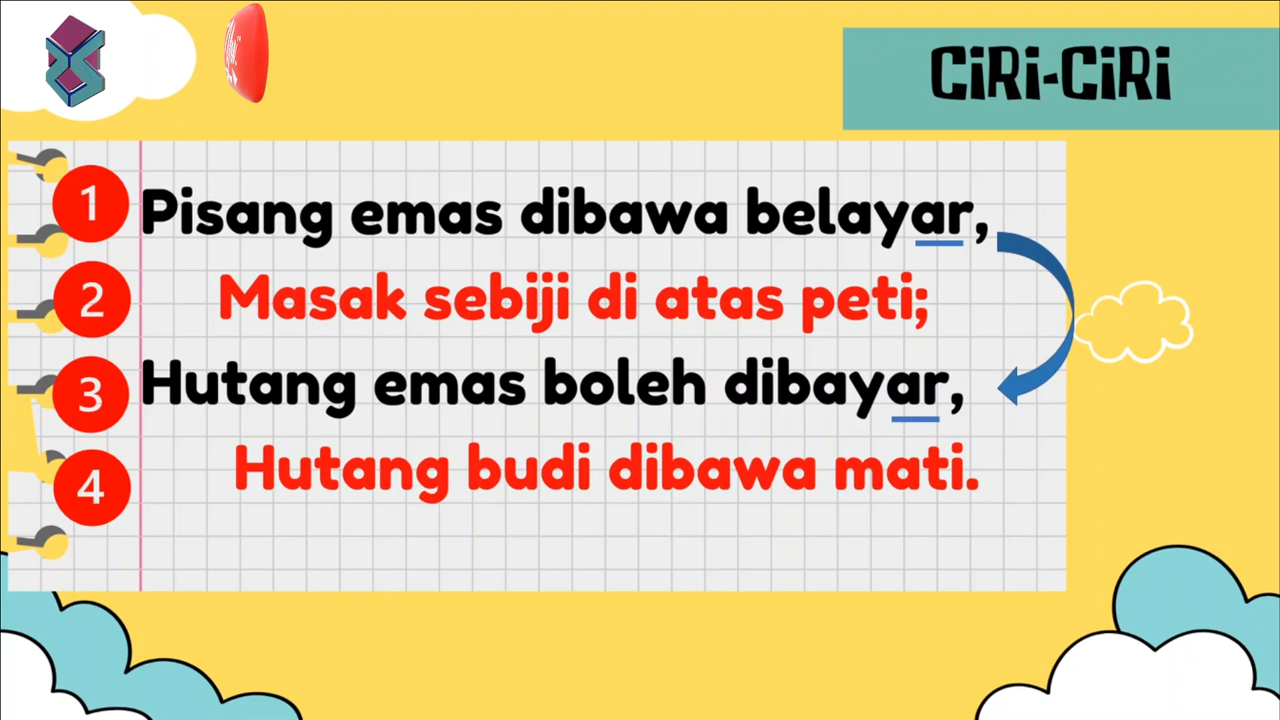 CiRi-CiRi
1 Pisang emas dibawa belayar,
2 Masak sebiji di atas peti;
3 Hutang emas boleh dibayar,
4 Hutang budi dibawa mati.